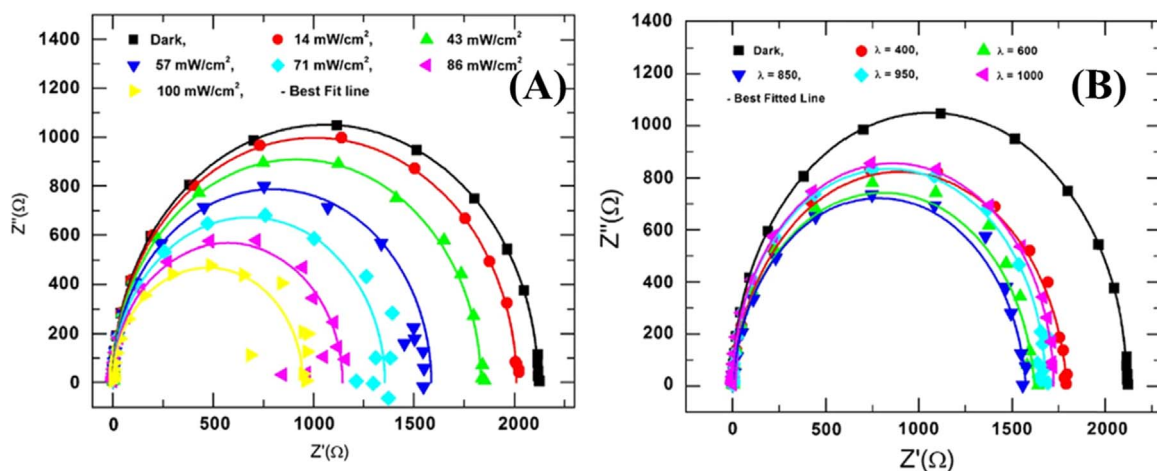 1400
1200
1000
800
600
400
200
0
Z''(Ω)
Dark, 14 mW/cm², 43 mW/cm²
57 mW/cm², 71 mW/cm², 86 mW/cm²
100 mW/cm², - Best Fit line
(A)
0 500 1000 1500 2000
Z'(Ω)
1400
1200
1000
800
600
400
200
0
Z''(Ω)
Dark, λ = 400, λ = 600
λ = 850, λ = 950, λ = 1000
- Best Fitted Line
(B)
0 500 1000 1500 2000
Z'(Ω)